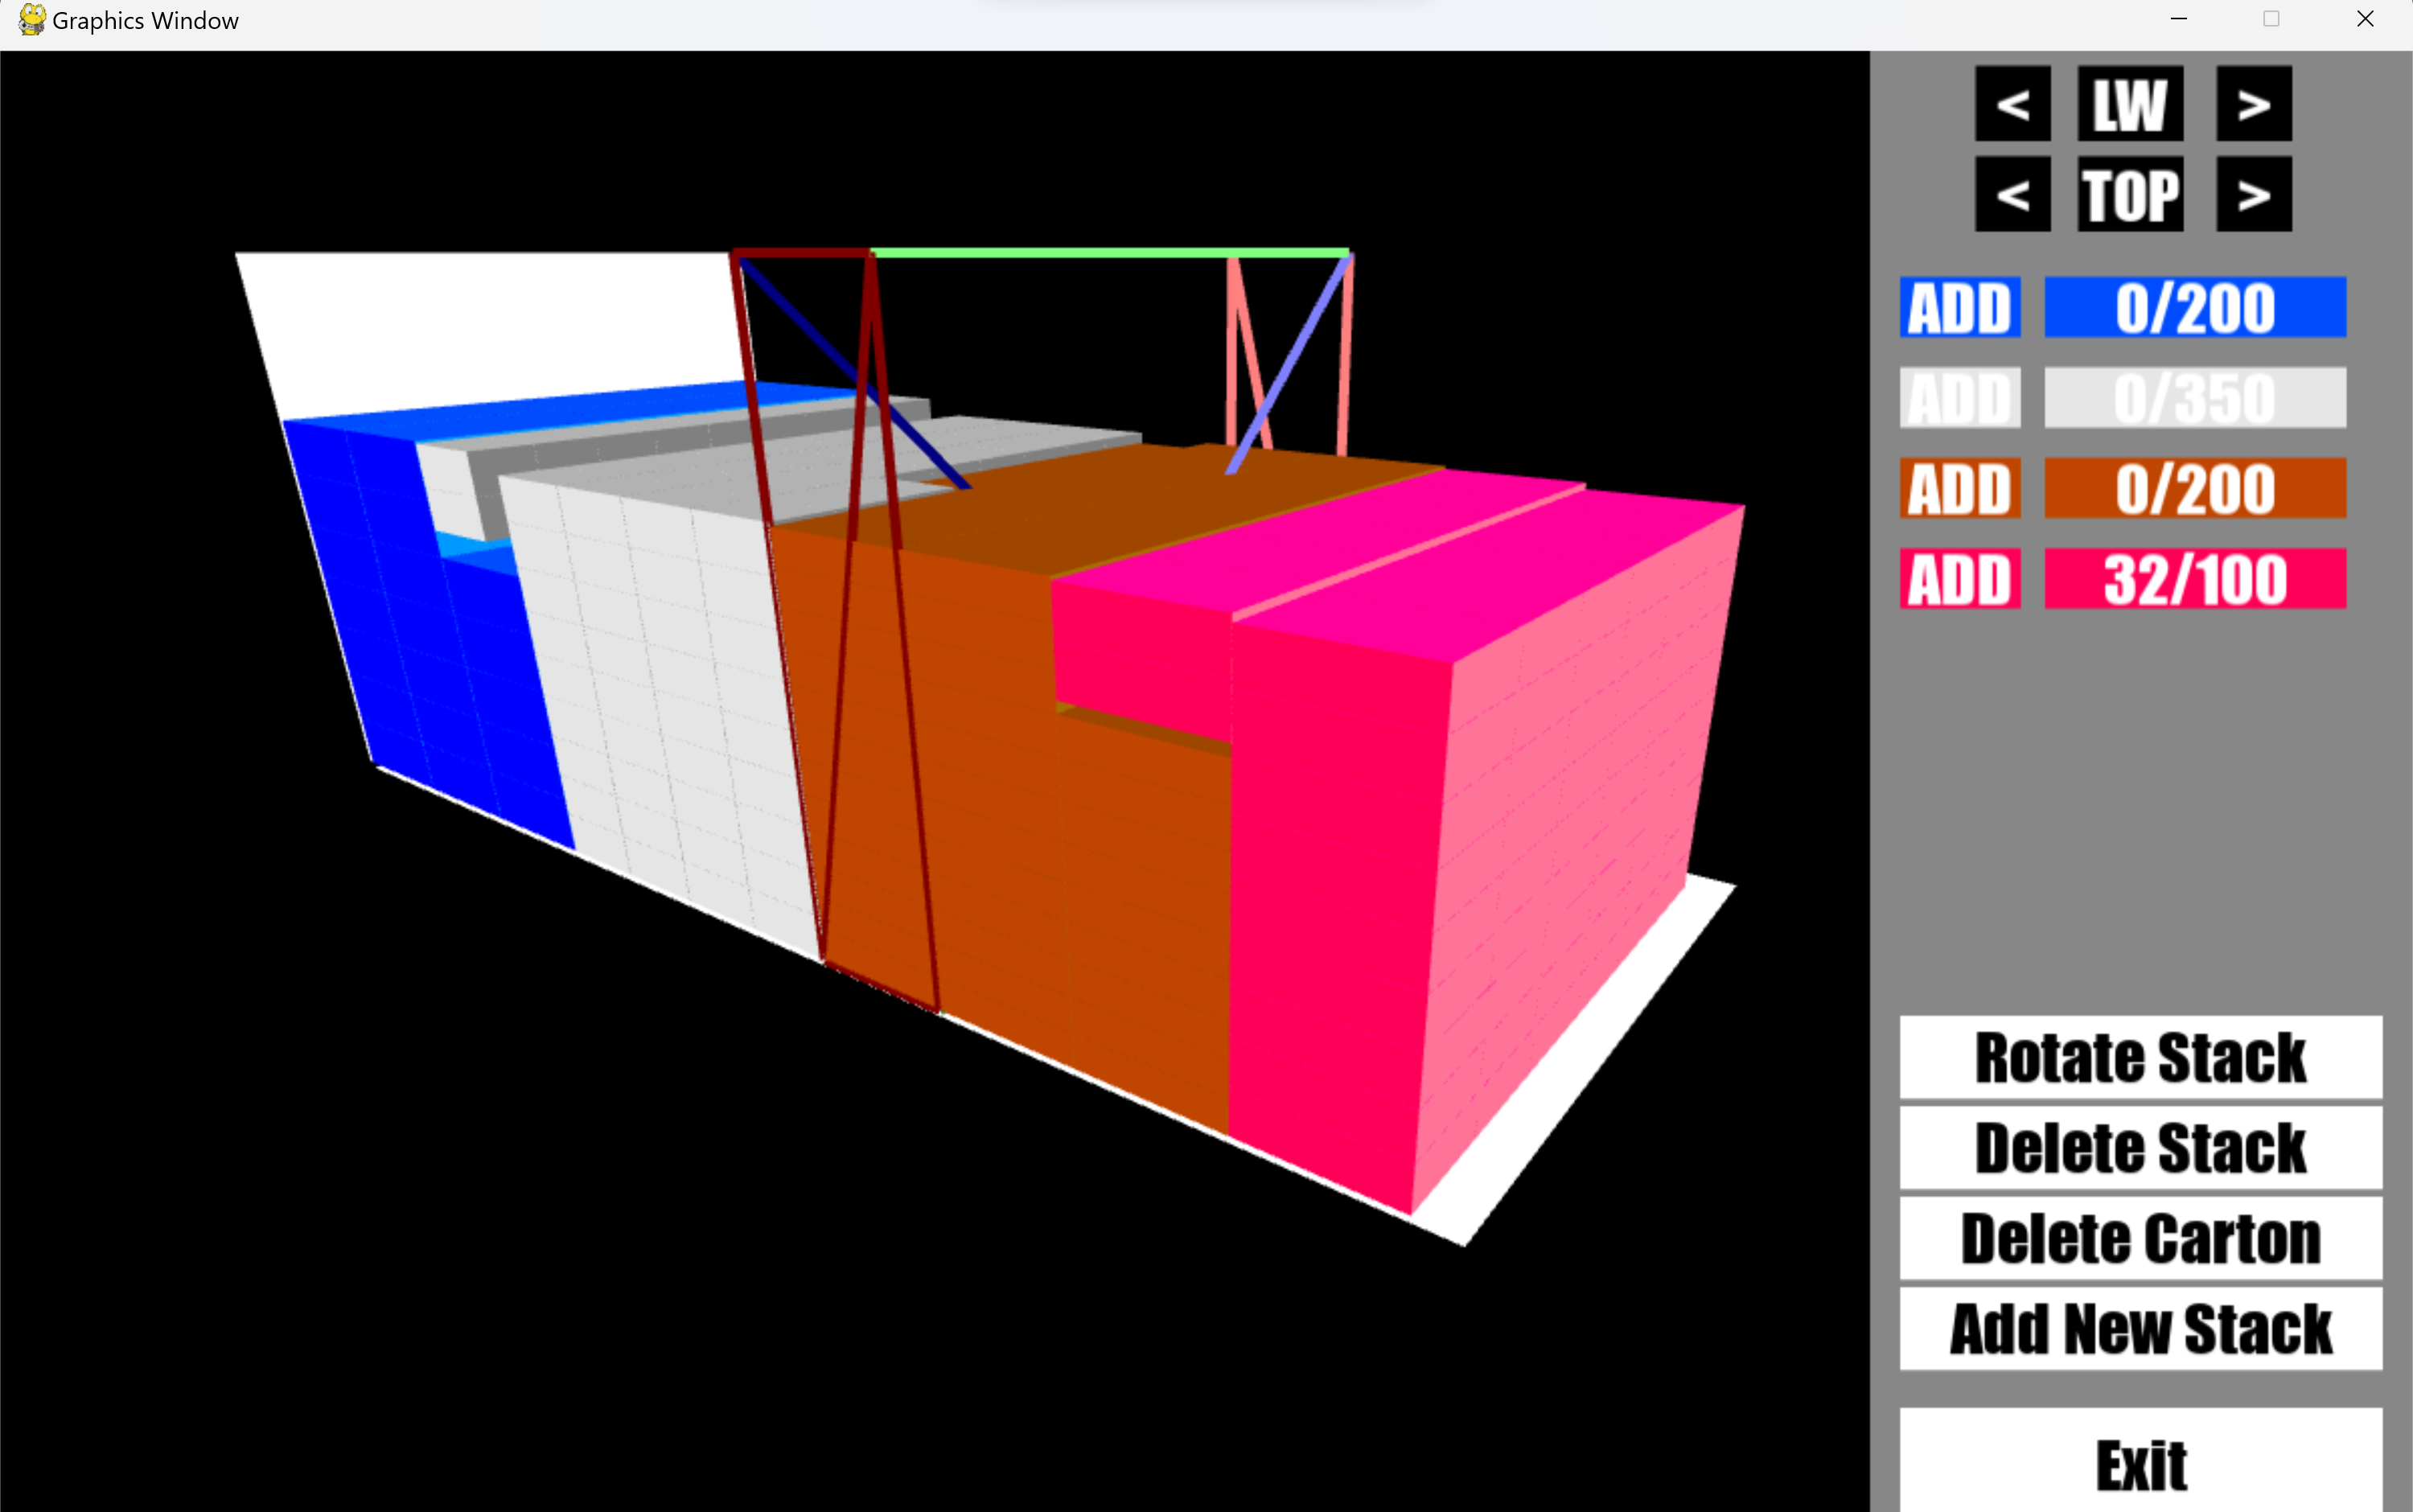 Graphics Window
< LW >
< TOP >
ADD 0/200
ADD 0/350
ADD 0/200
ADD 32/100
Rotate Stack
Delete Stack
Delete Carton
Add New Stack
Exit